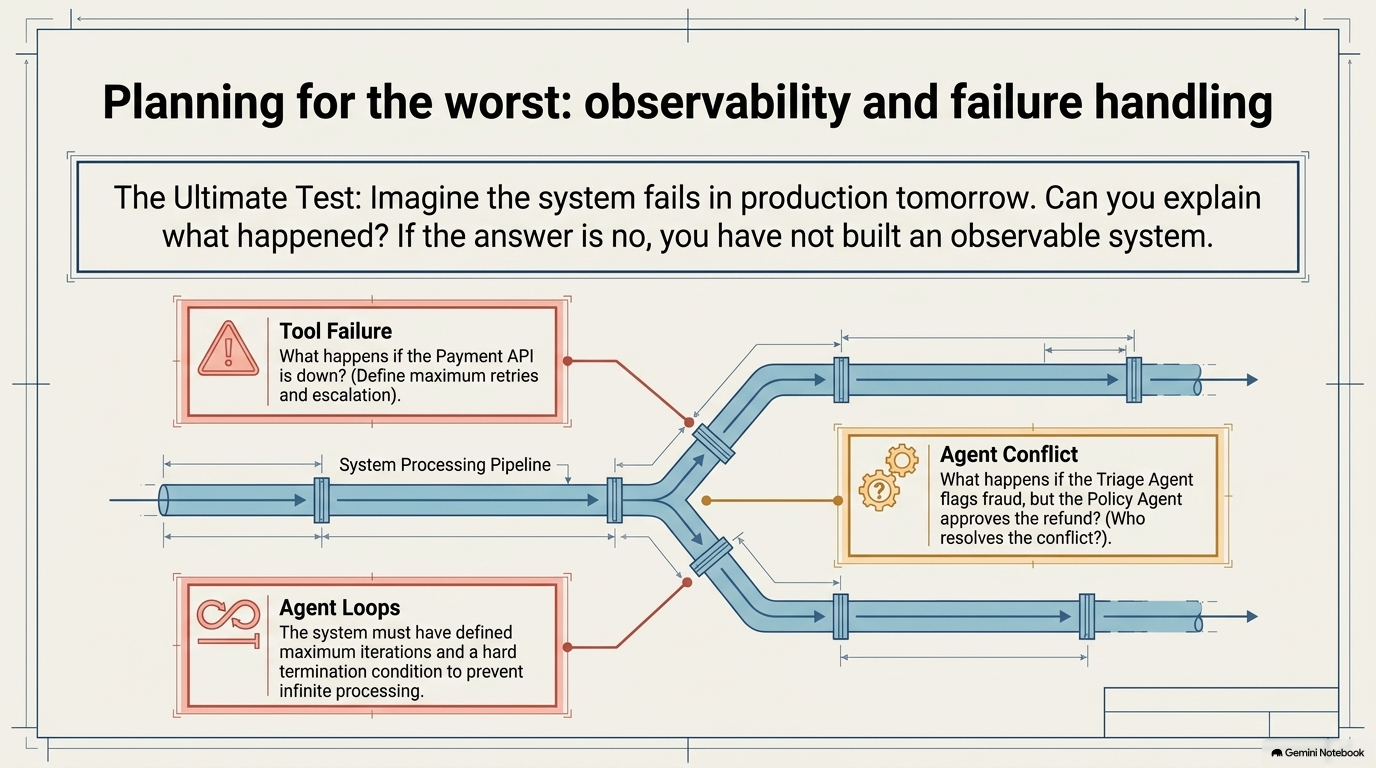 Planning for the worst: observability and failure handling
The Ultimate Test: Imagine the system fails in production tomorrow. Can you explain
what happened? If the answer is no, you have not built an observable system.
Tool Failure
What happens if the Payment API
is down? (Define maximum retries
and escalation).
System Processing Pipeline
Agent Conflict
What happens if the Triage Agent
flags fraud, but the Policy Agent
approves the refund? (Who
resolves the conflict?).
Agent Loops
The system must have defined
maximum iterations and a hard
termination condition to prevent
infinite processing.
Gemini Notebook